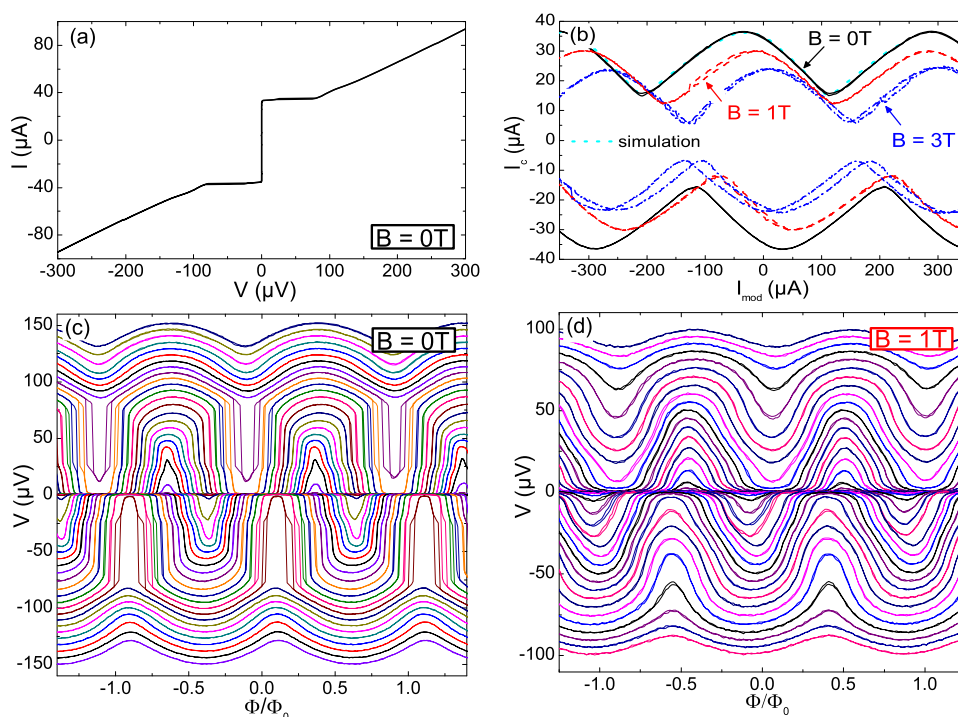 (a)
80
40
0
-40
-80
I (µA)
B = 0T
-300 -200 -100 0 100 200 300
V (µV)
(b)
40
30
20
10
0
-10
-20
-30
-40
I_c (µA)
B = 0T
B = 1T
B = 3T
simulation
-300 -200 -100 0 100 200 300
I_mod (µA)
(c)
B = 0T
150
100
50
0
-50
-100
-150
V (µV)
-1.0 -0.5 0.0 0.5 1.0
Φ/Φ_0
(d)
B = 1T
100
50
0
-50
-100
V (µV)
-1.0 -0.5 0.0 0.5 1.0
Φ/Φ_0